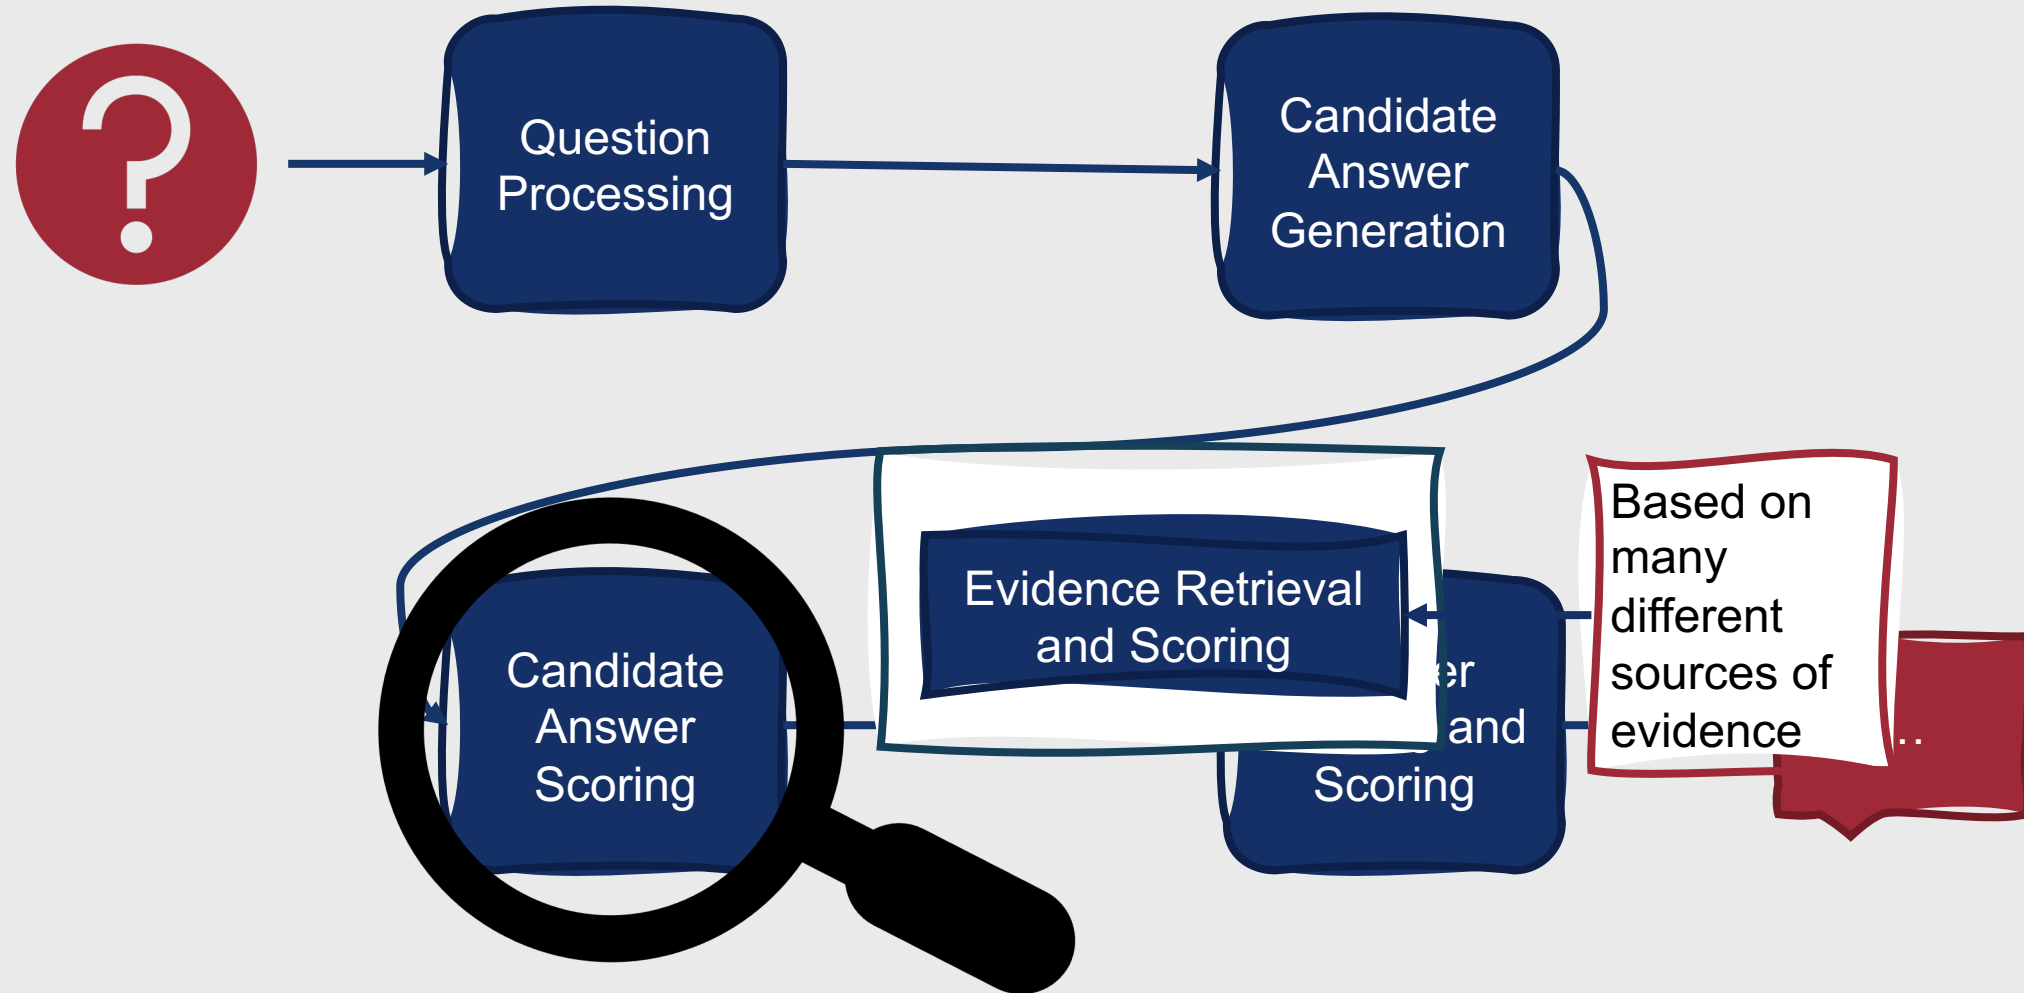 Question
Processing
Candidate
Answer
Generation
Candidate
Answer
Scoring
Evidence Retrieval
and Scoring
and
Scoring
Based on
many
different
sources of
evidence
..